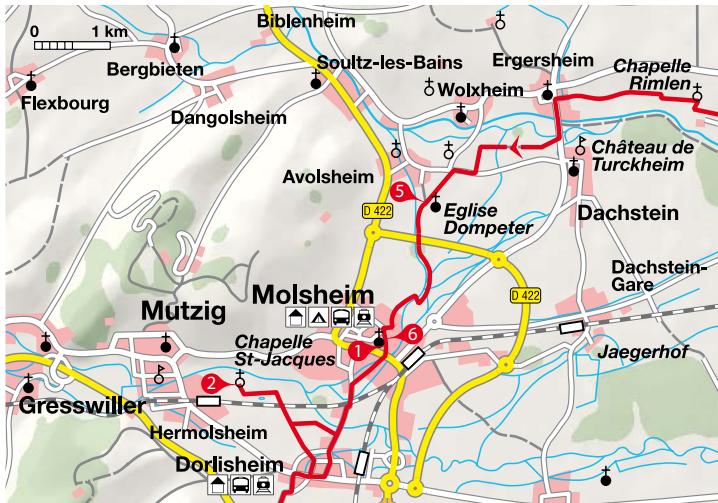 Biblenheim
0 1 km
Bergbieten
Soultz-les-Bains
Ergersheim
Chapelle
Rimlen
Flexbourg
Wolxheim
Dangolsheim
Château de
Turckheim
Avolsheim
5
D 422
Eglise
Dompeter
Dachstein
Dachstein-
Gare
D 422
Molsheim
Mutzig
6
1
Chapelle
St-Jacques
Jaegerhof
2
Gresswiller
Hermolsheim
Dorlisheim